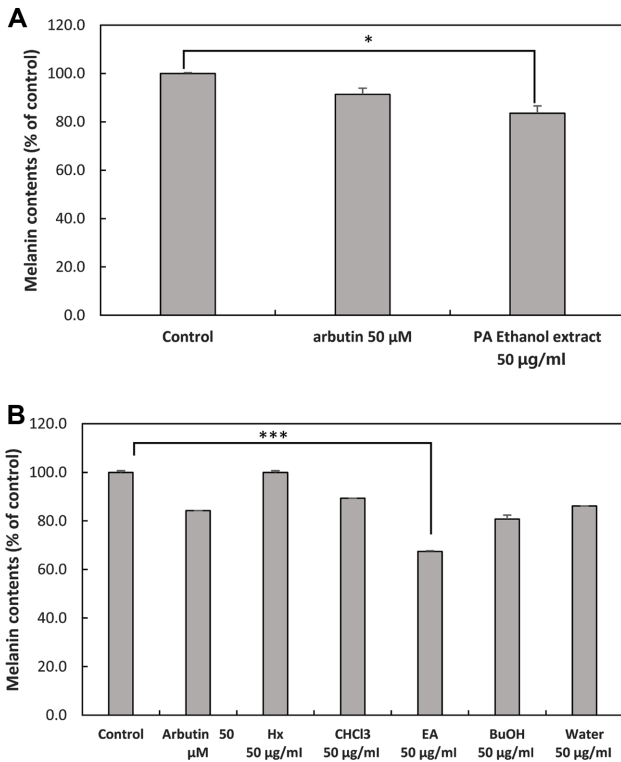 A
Melanin contents (% of control)
120.0
100.0
80.0
60.0
40.0
20.0
0.0
*
Control
arbutin 50 μM
PA Ethanol extract
50 μg/ml
B
Melanin contents (% of control)
120.0
100.0
80.0
60.0
40.0
20.0
0.0
***
Control
Arbutin 50
μM
Hx
50 μg/ml
CHCl3
50 μg/ml
EA
50 μg/ml
BuOH
50 μg/ml
Water
50 μg/ml